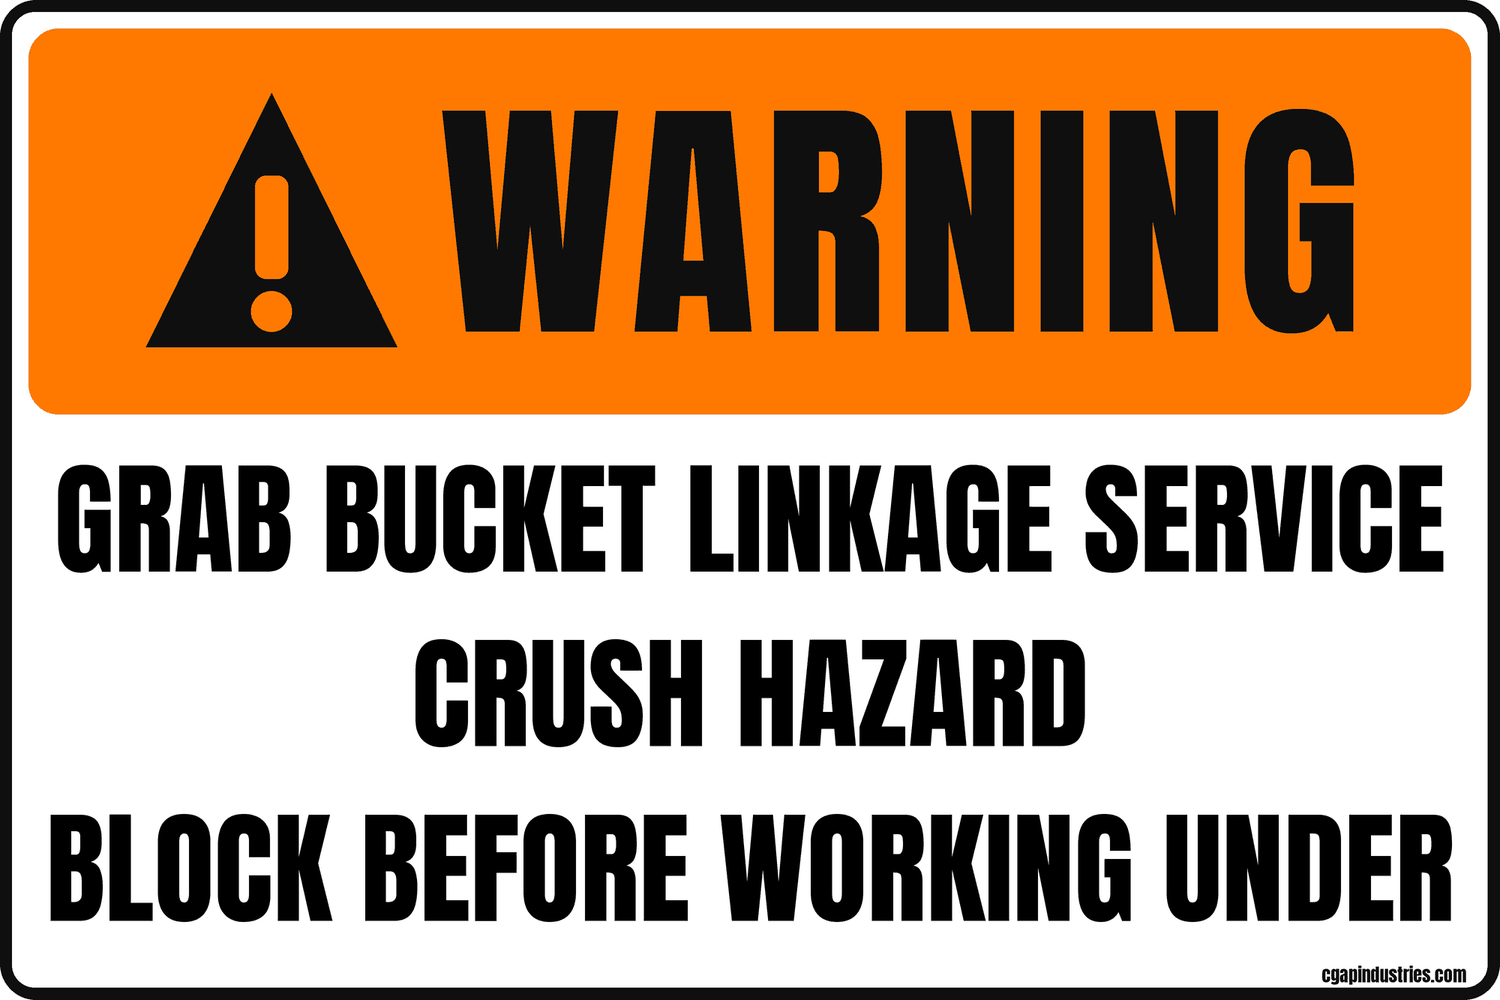 WARNING
GRAB BUCKET LINKAGE SERVICE
CRUSH HAZARD
BLOCK BEFORE WORKING UNDER
cgapindustries.com